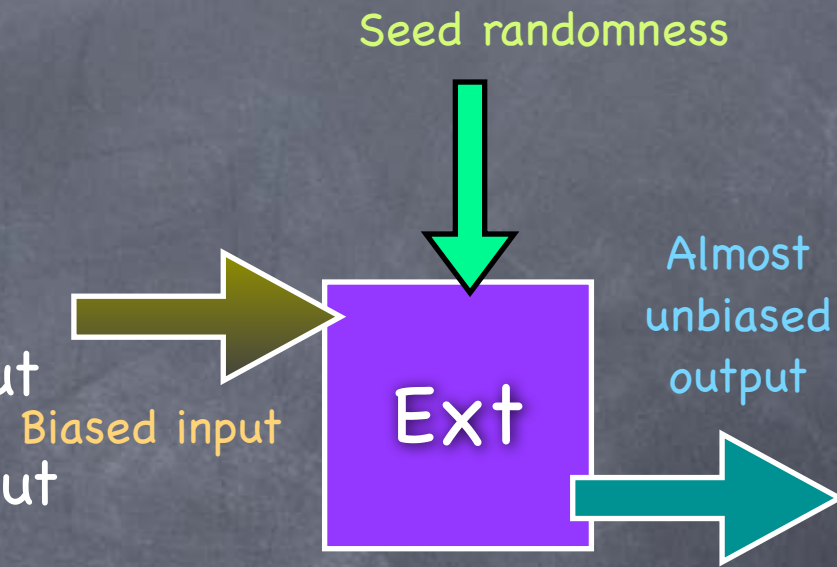 Seed randomness
Almost
unbiased
output
Biased input
Ext